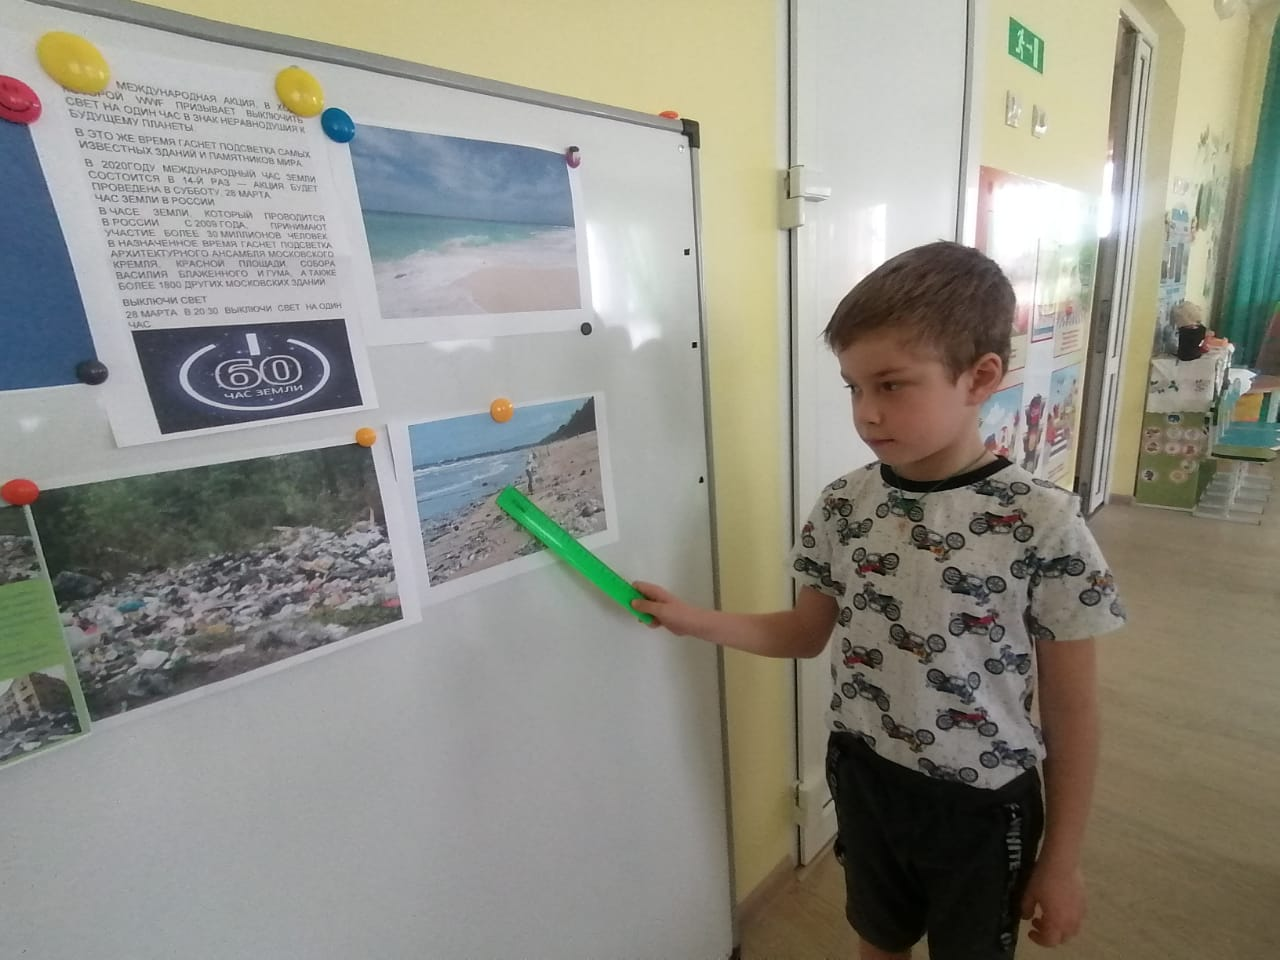 МЕЖДУНАРОДНАЯ АКЦИЯ, В ХОДЕ
КОТОРОЙ WWF ПРИЗЫВАЕТ ВЫКЛЮЧИТЬ
СВЕТ НА ОДИН ЧАС В ЗНАК НЕРАВНОДУШИЯ К
БУДУЩЕМУ ПЛАНЕТЫ.
В ЭТО ЖЕ ВРЕМЯ ГАСНЕТ ПОДСВЕТКА САМЫХ
ИЗВЕСТНЫХ ЗДАНИЙ И ПАМЯТНИКОВ МИРА.
В 2020ГОДУ МЕЖДУНАРОДНЫЙ ЧАС ЗЕМЛИ
СОСТОИТСЯ В 14-Й РАЗ — АКЦИЯ БУДЕТ
ПРОВЕДЕНА В СУББОТУ, 28 МАРТА
ЧАС ЗЕМЛИ В РОССИИ
В ЧАСЕ ЗЕМЛИ, КОТОРЫЙ ПРОВОДИТСЯ
В РОССИИ С 2009 ГОДА, ПРИНИМАЮТ
УЧАСТИЕ БОЛЕЕ 30 МИЛЛИОНОВ ЧЕЛОВЕК.
В НАЗНАЧЕННОЕ ВРЕМЯ ГАСНЕТ ПОДСВЕТКА
АРХИТЕКТУРНОГО АНСАМБЛЯ МОСКОВСКОГО
КРЕМЛЯ, КРАСНОЙ ПЛОЩАДИ, СОБОРА
ВАСИЛИЯ БЛАЖЕННОГО И ГУМА, А ТАКЖЕ
БОЛЕЕ 1800 ДРУГИХ МОСКОВСКИХ ЗДАНИЙ
ВЫКЛЮЧИ СВЕТ
28 МАРТА В 20:30 ВЫКЛЮЧИ СВЕТ НА ОДИН
ЧАС
60
ЧАС ЗЕМЛИ